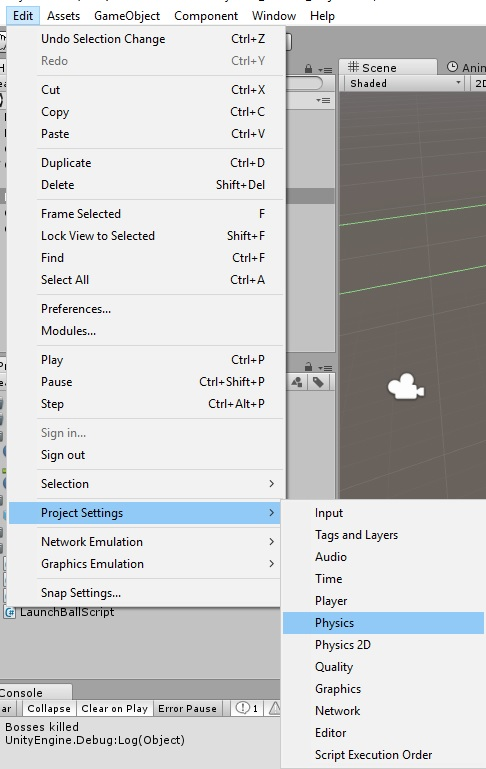 Edit Assets GameObject Component Window Help
Undo Selection Change Ctrl+Z
Redo Ctrl+Y
Cut Ctrl+X
Copy Ctrl+C
Paste Ctrl+V
Duplicate Ctrl+D
Delete Shift+Del
Frame Selected F
Lock View to Selected Shift+F
Find Ctrl+F
Select All Ctrl+A
Preferences...
Modules...
Play Ctrl+P
Pause Ctrl+Shift+P
Step Ctrl+Alt+P
Sign in...
Sign out
Selection
Project Settings
Network Emulation
Graphics Emulation
Snap Settings...
Scene
Shaded 2D
Input
Tags and Layers
Audio
Time
Player
Physics
Physics 2D
Quality
Graphics
Network
Editor
Script Execution Order
LaunchBallScript
Console
Collapse Clear on Play Error Pause 1
Bosses killed
UnityEngine.Debug:Log(Object)